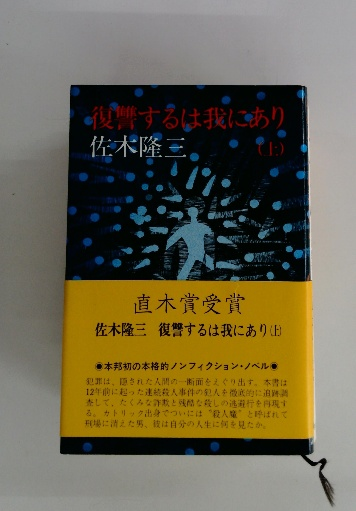 復讐するは我にあり
佐木隆三
(上)
直木賞受賞
佐木隆三 復讐するは我にあり(上)
◉本邦初の本格的ノンフィクション・ノベル◉
犯罪は、隠された人間の一断面をえぐり出す。本書は
12年前に起った連続殺人事件の犯人を徹底的に追跡調
査して、たくみな詐欺と残酷な殺しの逃避行を再現す
る。カトリック出身でついには“殺人魔”と呼ばれて
刑場に消えた男、彼は自分の人生に何を見たか。